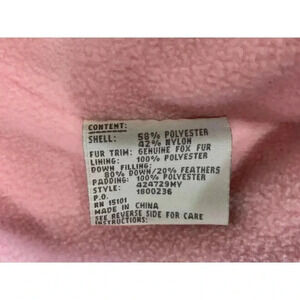 CONTENT:
SHELL: 58% POLYESTER
42% NYLON
FUR TRIM: GENUINE FOX FUR
LINING: 100% POLYESTER
DOWN FILLING:
80% DOWN/20% FEATHERS
PADDING: 100% POLYESTER
STYLE: 424729MY
P.O. 1800236
RN 15101
MADE IN CHINA
SEE REVERSE SIDE FOR CARE
INSTRUCTIONS: